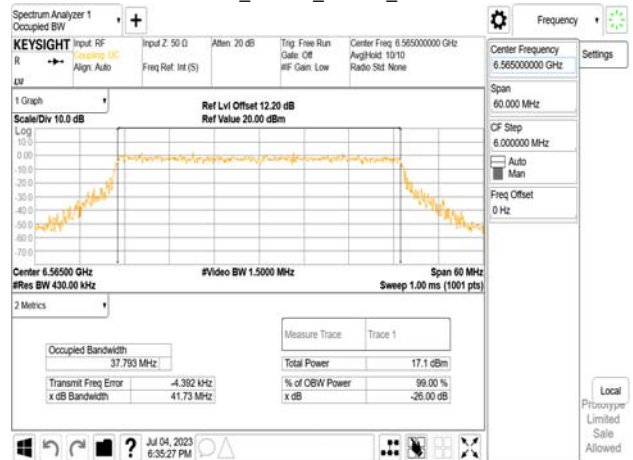 Spectrum Analyzer 1
Occupied BW
Frequency
KEYSIGHT
R
LW
Input: RF
Coupling: DC
Align: Auto
Input Z: 50 Ω
Freq Ref: Int (S)
Atten: 20 dB
Trig: Free Run
Gate: Off
#IF Gain: Low
Center Freq: 6.565000000 GHz
Avg|Hold: 10/10
Radio Std: None
Center Frequency
6.565000000 GHz
Settings
Span
60.000 MHz
CF Step
6.000000 MHz
Auto
Man
Freq Offset
0 Hz
1 Graph
Scale/Div 10.0 dB
Ref Lvl Offset 12.20 dB
Ref Value 20.00 dBm
Log
10.0
0.00
-10.0
-20.0
-30.0
-40.0
-50.0
-60.0
-70.0
Center 6.56500 GHz
#Res BW 430.00 kHz
#Video BW 1.5000 MHz
Span 60 MHz
Sweep 1.00 ms (1001 pts)
2 Metrics
Measure Trace
Trace 1
Occupied Bandwidth
37.793 MHz
Total Power
17.1 dBm
Transmit Freq Error
-4.392 kHz
% of OBW Power
99.00 %
x dB Bandwidth
41.73 MHz
x dB
-26.00 dB
Local
Prototype
Limited
Sale
Allowed
?
Jul 04, 2023
6:35:27 PM